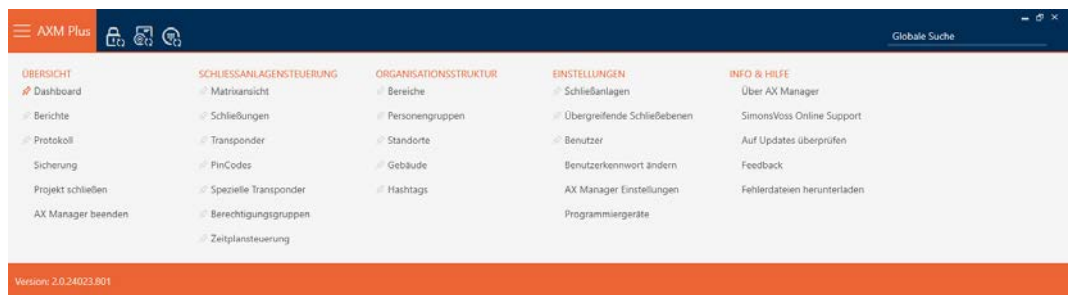 AXM Plus
Globale Suche
ÜBERSICHT
Dashboard
Berichte
Protokoll
Sicherung
Projekt schließen
AX Manager beenden
SCHLIESSANLAGENSTEUERUNG
Matrixansicht
Schließungen
Transponder
PinCodes
Spezielle Transponder
Berechtigungsgruppen
Zeitplansteuerung
ORGANISATIONSSTRUKTUR
Bereiche
Personengruppen
Standorte
Gebäude
Hashtags
EINSTELLUNGEN
Schließanlagen
Übergreifende Schließebenen
Benutzer
Benutzerkennwort ändern
AX Manager Einstellungen
Programmiergeräte
INFO & HILFE
Über AX Manager
SimonsVoss Online Support
Auf Updates überprüfen
Feedback
Fehlerdateien herunterladen
Version: 2.0.24023.801